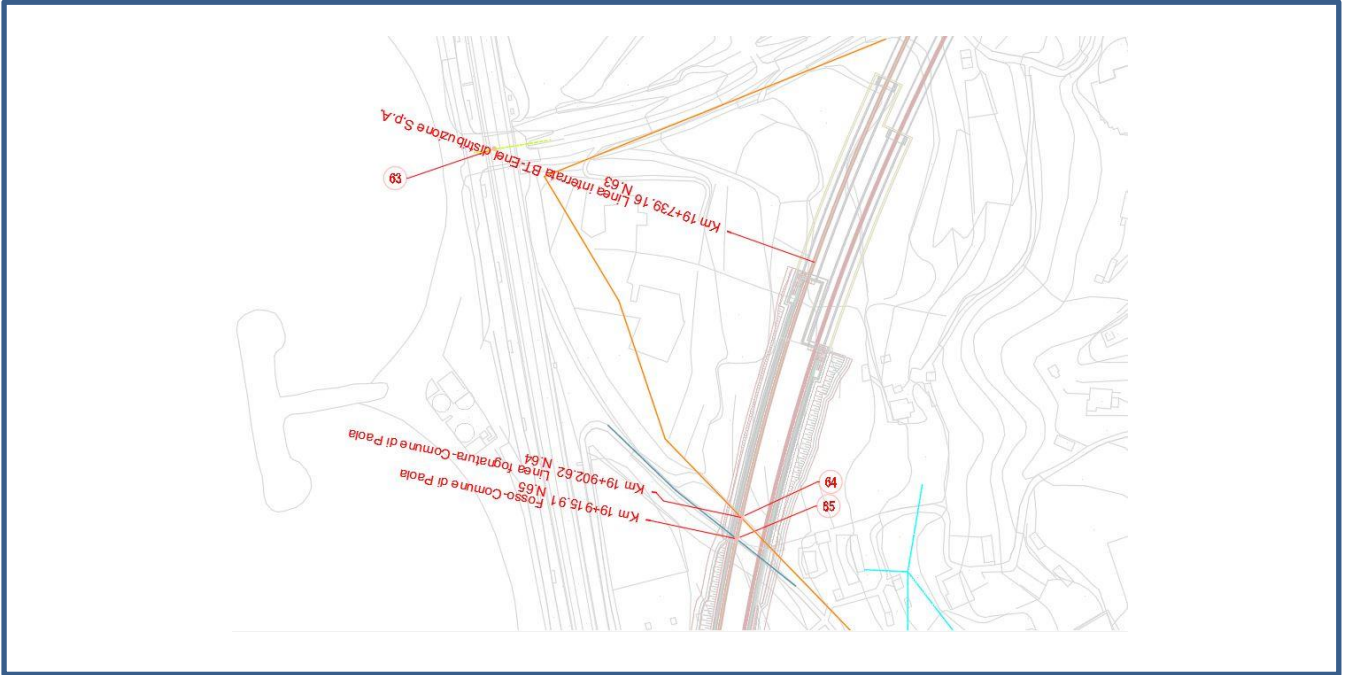 63
Km 19+739.16 Linea interrata BT-Enel distribuzione S.p.A.
N.63
Km 19+902.62 Linea fognatura-Comune di Paola
N.64
Km 19+915.91 Fosso-Comune di Paola
N.65
64
65